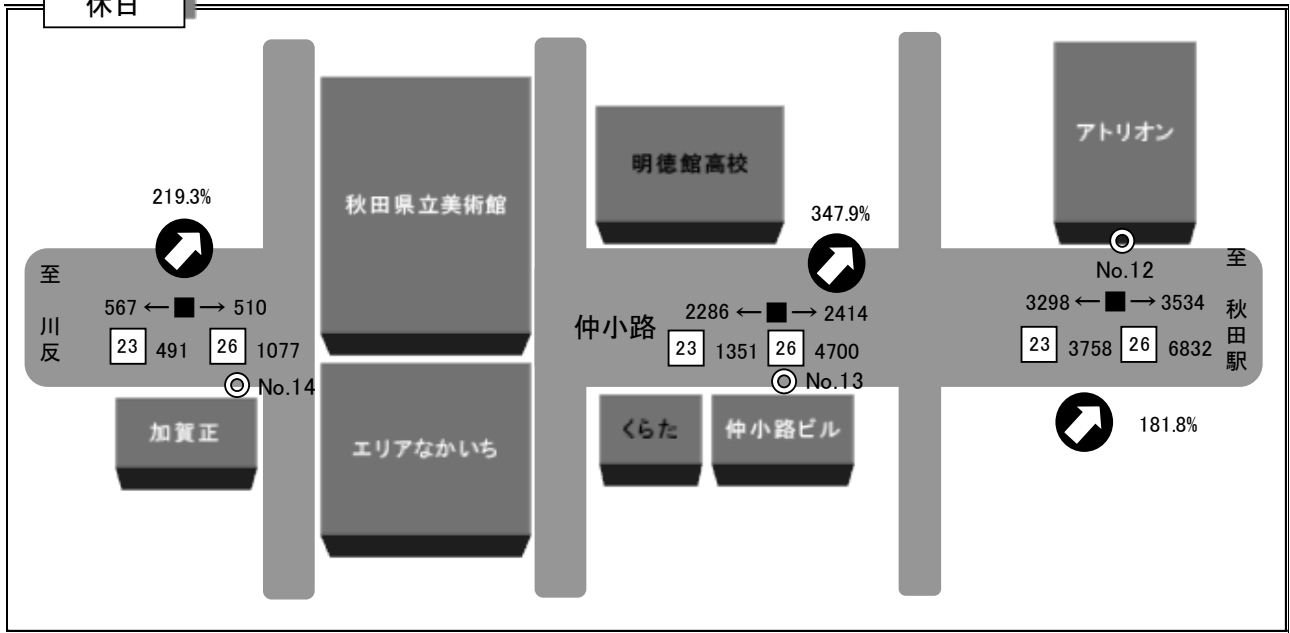 休日
アトリオン
明徳館高校
秋田県立美術館
219.3%
347.9%
至 川反
567 ←■→ 510
23 491 26 1077
No.14
仲小路
2286 ←■→ 2414
23 1351 26 4700
No.13
No.12
至 秋田駅
3298 ←■→ 3534
23 3758 26 6832
181.8%
加賀正
エリアなかいち
くらた
仲小路ビル